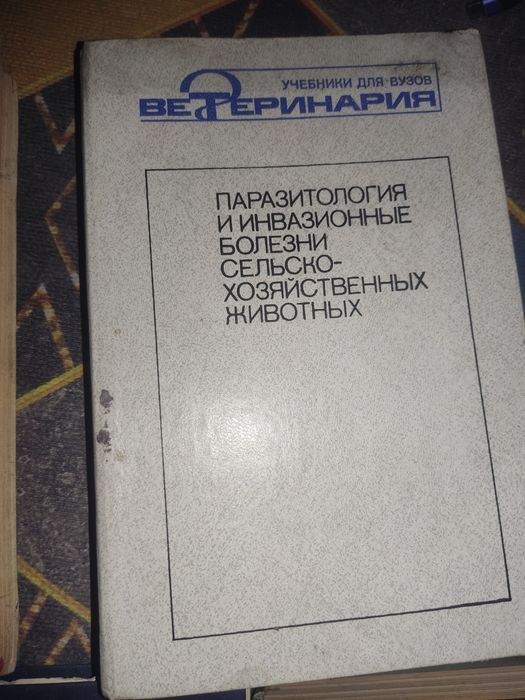 УЧЕБНИКИ ДЛЯ ВУЗОВ
ВЕТЕРИНАРИЯ
ПАРАЗИТОЛОГИЯ
И ИНВАЗИОННЫЕ
БОЛЕЗНИ
СЕЛЬСКО-
ХОЗЯЙСТВЕННЫХ
ЖИВОТНЫХ